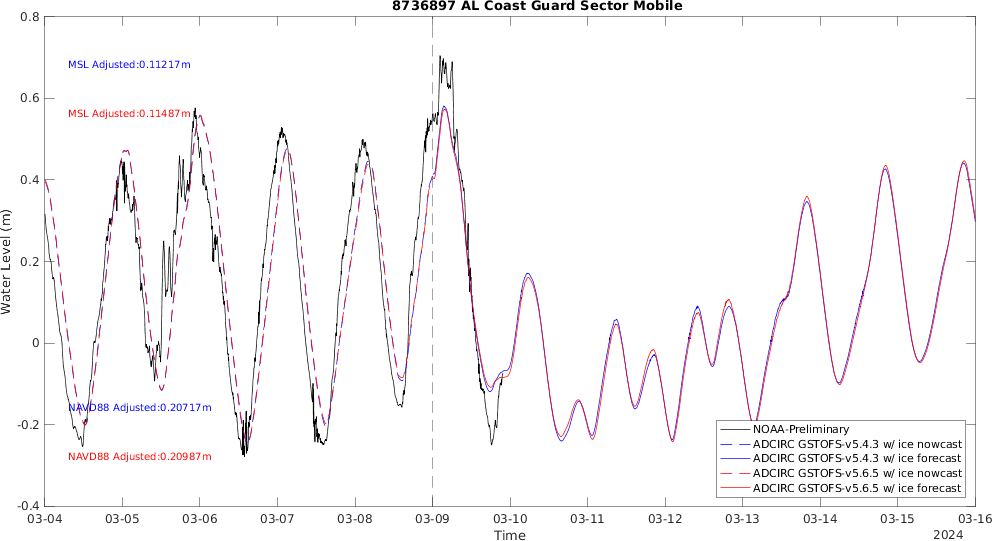 8736897 AL Coast Guard Sector Mobile
0.8
0.6
0.4
0.2
0
-0.2
-0.4
Water Level (m)
MSL Adjusted:0.11217m
MSL Adjusted:0.11487m
NAVD88 Adjusted:0.20717m
NAVD88 Adjusted:0.20987m
NOAA-Preliminary
ADCIRC GSTOFS-v5.4.3 w/ ice nowcast
ADCIRC GSTOFS-v5.4.3 w/ ice forecast
ADCIRC GSTOFS-v5.6.5 w/ ice nowcast
ADCIRC GSTOFS-v5.6.5 w/ ice forecast
03-04 03-05 03-06 03-07 03-08 03-09 03-10 03-11 03-12 03-13 03-14 03-15 03-16
Time
2024